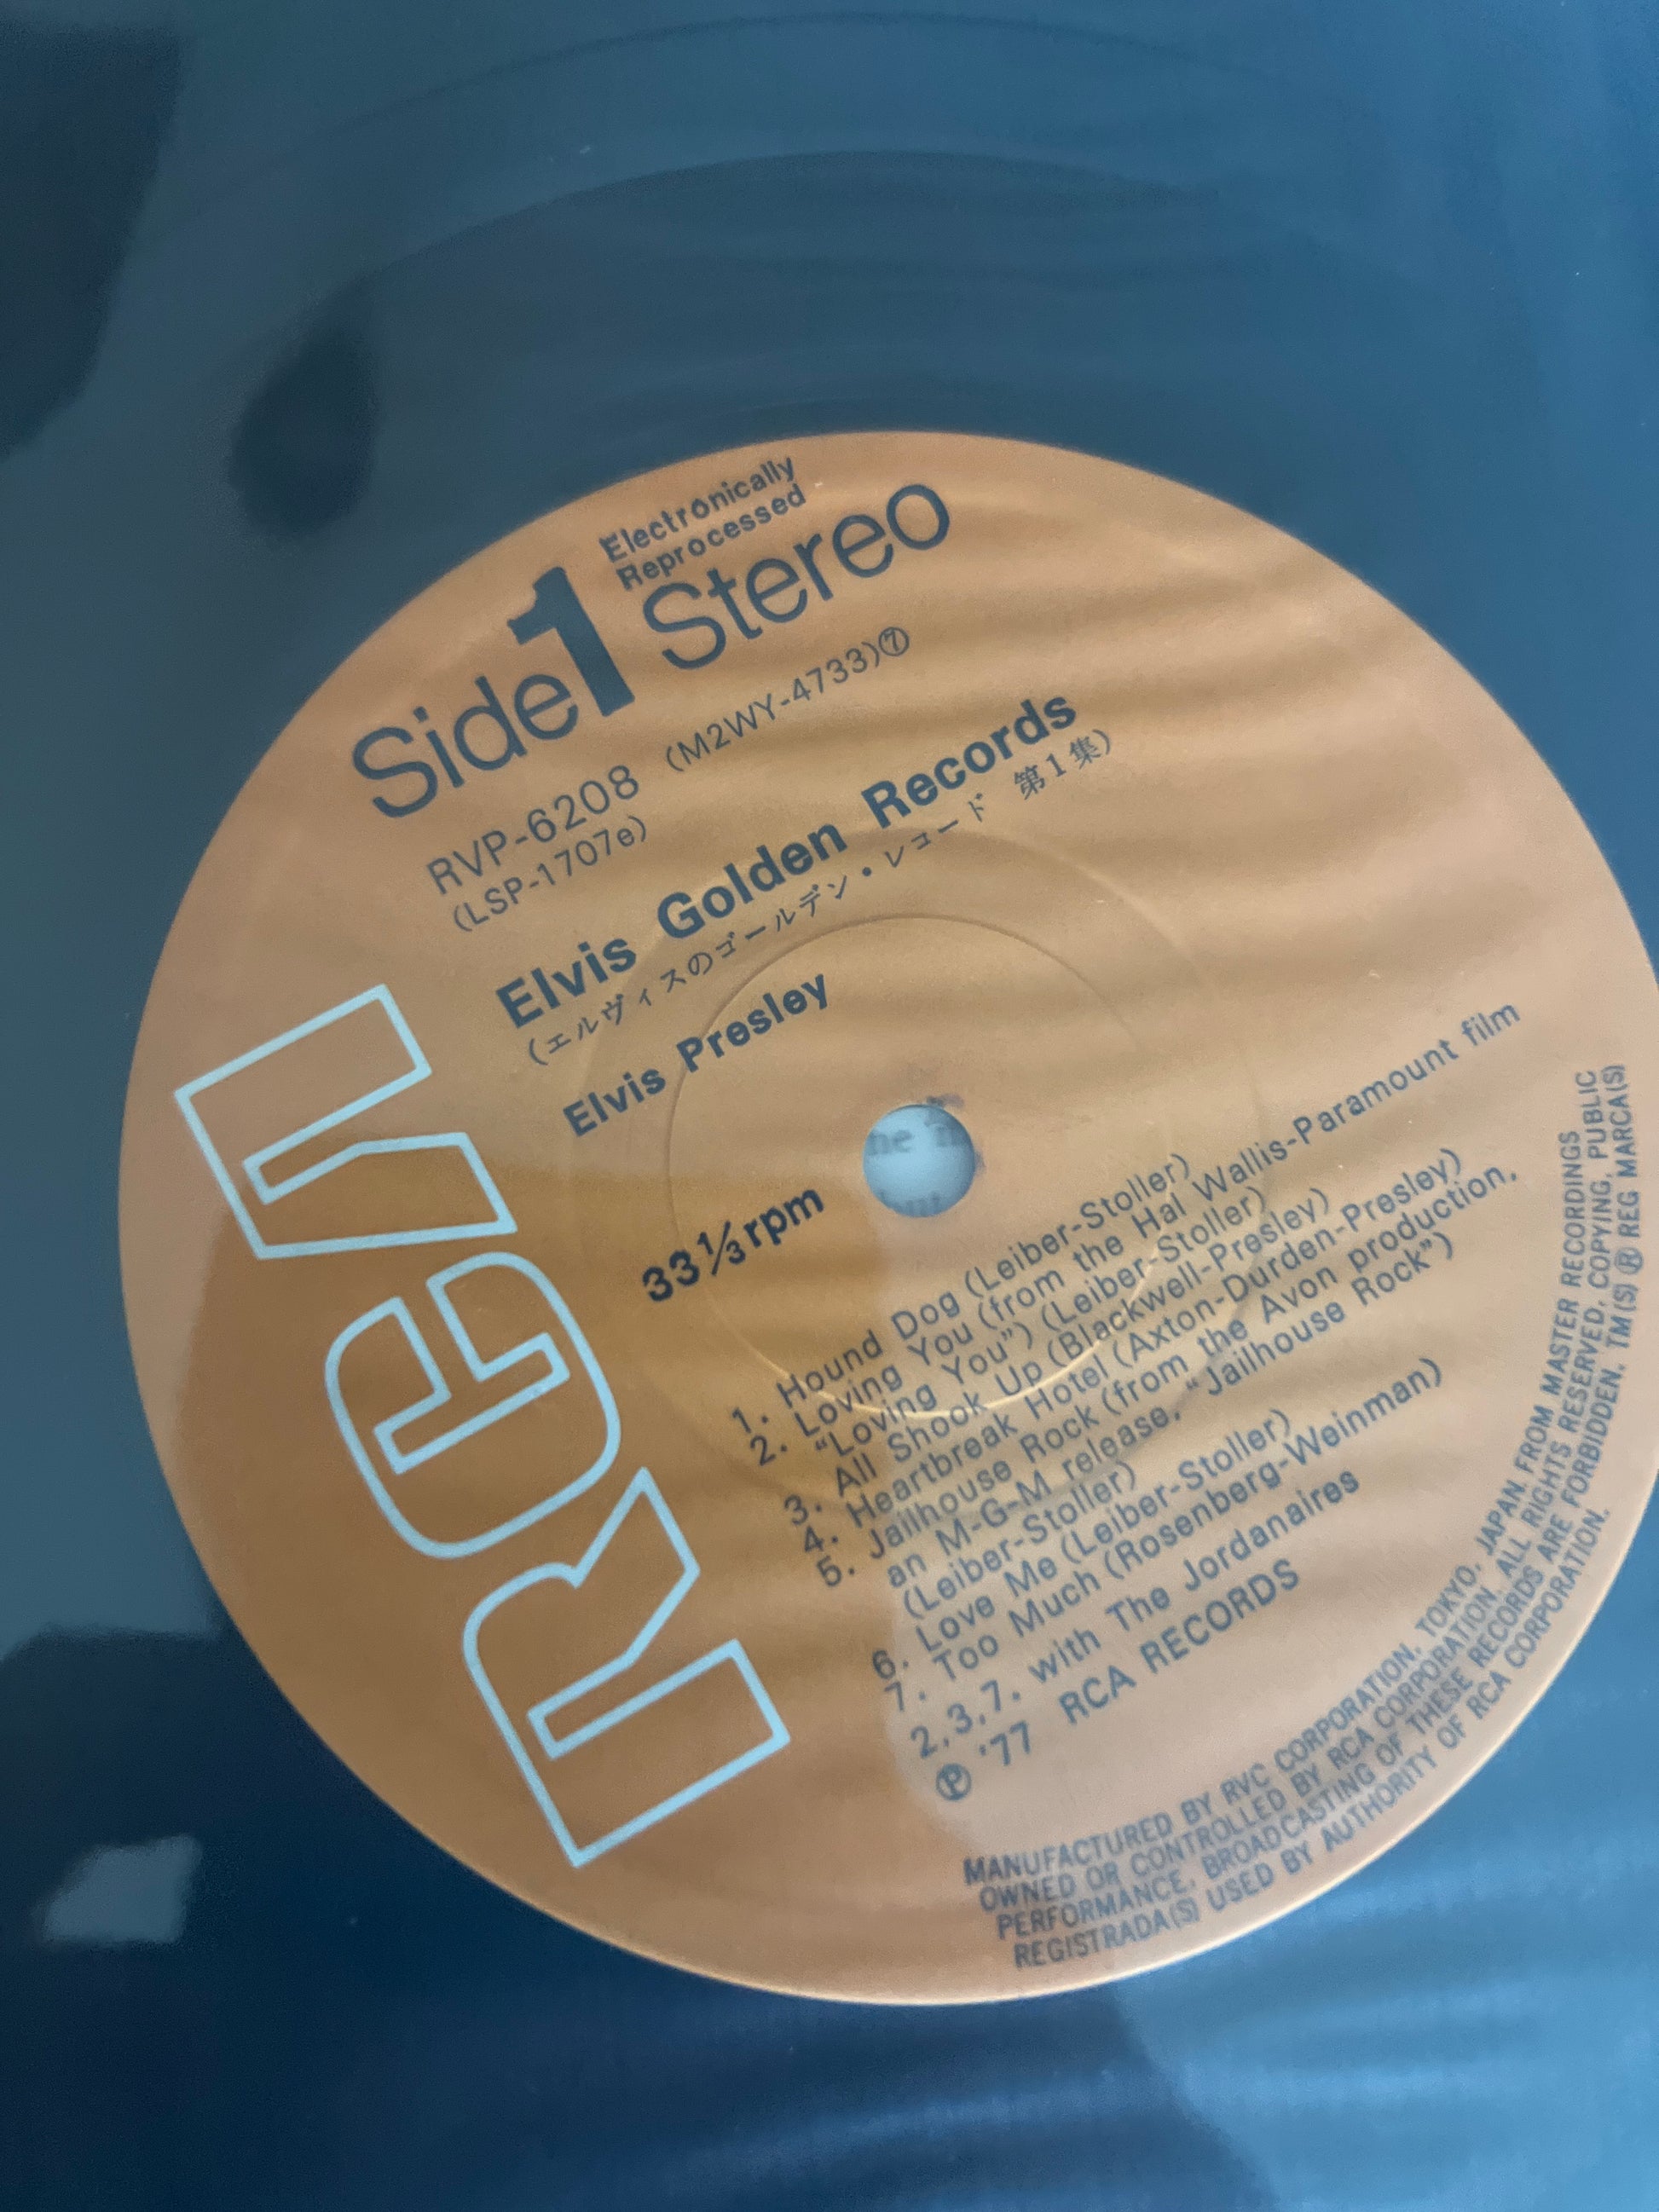 Electronically
Reprocessed
Side 1 Stereo
RVP-6208 (M2WY-4733)⑦
(LSP-1707e)
Elvis Golden Records
(エルヴィスのゴールデン・レコード 第1集)
Elvis Presley
33⅓rpm
RCA
1. Hound Dog (Leiber-Stoller)
2. Loving You (from the Hal Wallis-Paramount film
"Loving You") (Leiber-Stoller)
3. All Shook Up (Blackwell-Presley)
4. Heartbreak Hotel (Axton-Durden-Presley)
5. Jailhouse Rock (from the Avon production,
an M-G-M release, "Jailhouse Rock")
(Leiber-Stoller)
6. Love Me (Leiber-Stoller)
7. Too Much (Rosenberg-Weinman)
2,3,7. with The Jordanaires
Ⓟ '77 RCA RECORDS
MANUFACTURED BY RVC CORPORATION, TOKYO, JAPAN FROM MASTER RECORDINGS
OWNED OR CONTROLLED BY RCA CORPORATION. ALL RIGHTS RESERVED, COPYING, PUBLIC
PERFORMANCE, BROADCASTING OF THESE RECORDS ARE FORBIDDEN. TM(S) ® REG MARCA(S)
REGISTRADA(S) USED BY AUTHORITY OF RCA CORPORATION.